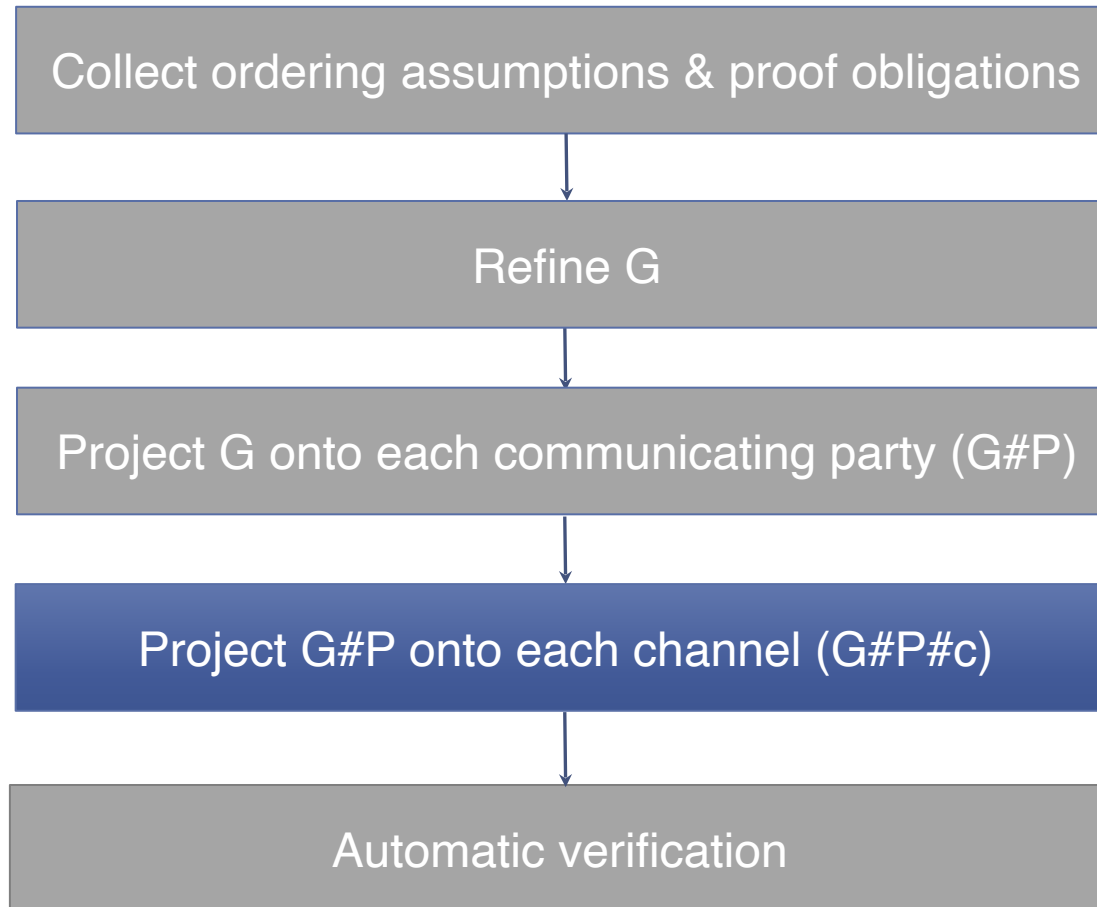 Collect ordering assumptions & proof obligations
Refine G
Project G onto each communicating party (G#P)
Project G#P onto each channel (G#P#c)
Automatic verification